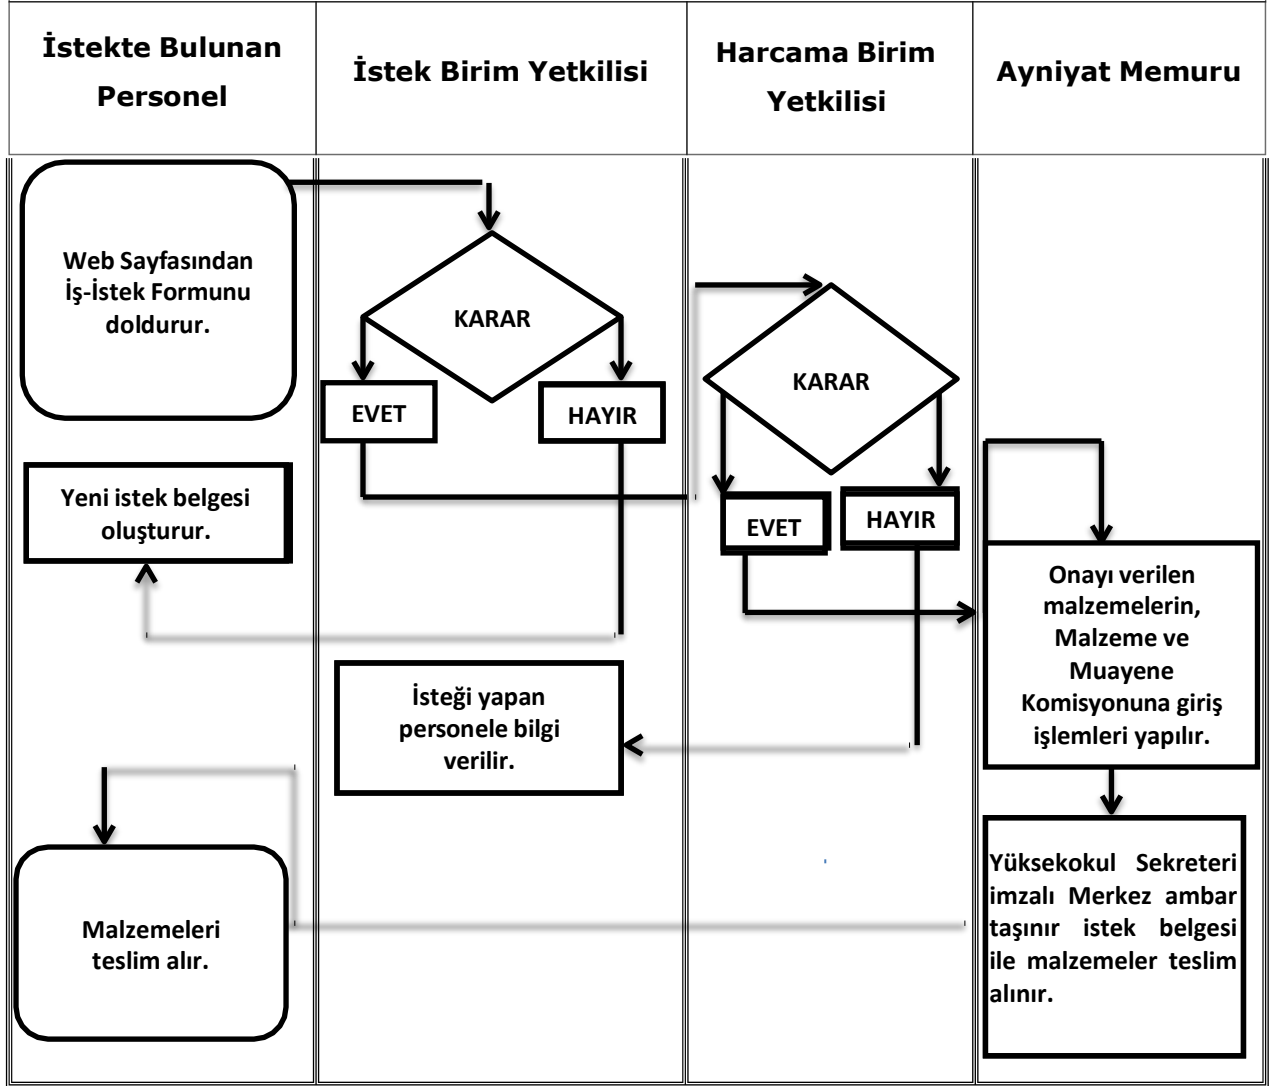 İstekte Bulunan
Personel
İstek Birim Yetkilisi
Harcama Birim
Yetkilisi
Ayniyat Memuru
Web Sayfasından
İş-İstek Formunu
doldurur.
KARAR
EVET
HAYIR
KARAR
EVET
HAYIR
Yeni istek belgesi
oluşturur.
Onayı verilen
malzemelerin,
Malzeme ve
Muayene
Komisyonuna giriş
işlemleri yapılır.
İsteği yapan
personele bilgi
verilir.
Yüksekokul Sekreteri
imzalı Merkez ambar
taşınır istek belgesi
ile malzemeler teslim
alınır.
Malzemeleri
teslim alır.